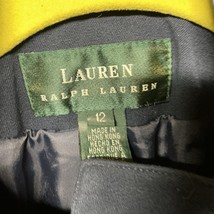 LAUREN
RALPH LAUREN
12
MADE IN
HONG KONG
HECHO EN
HONG KONG